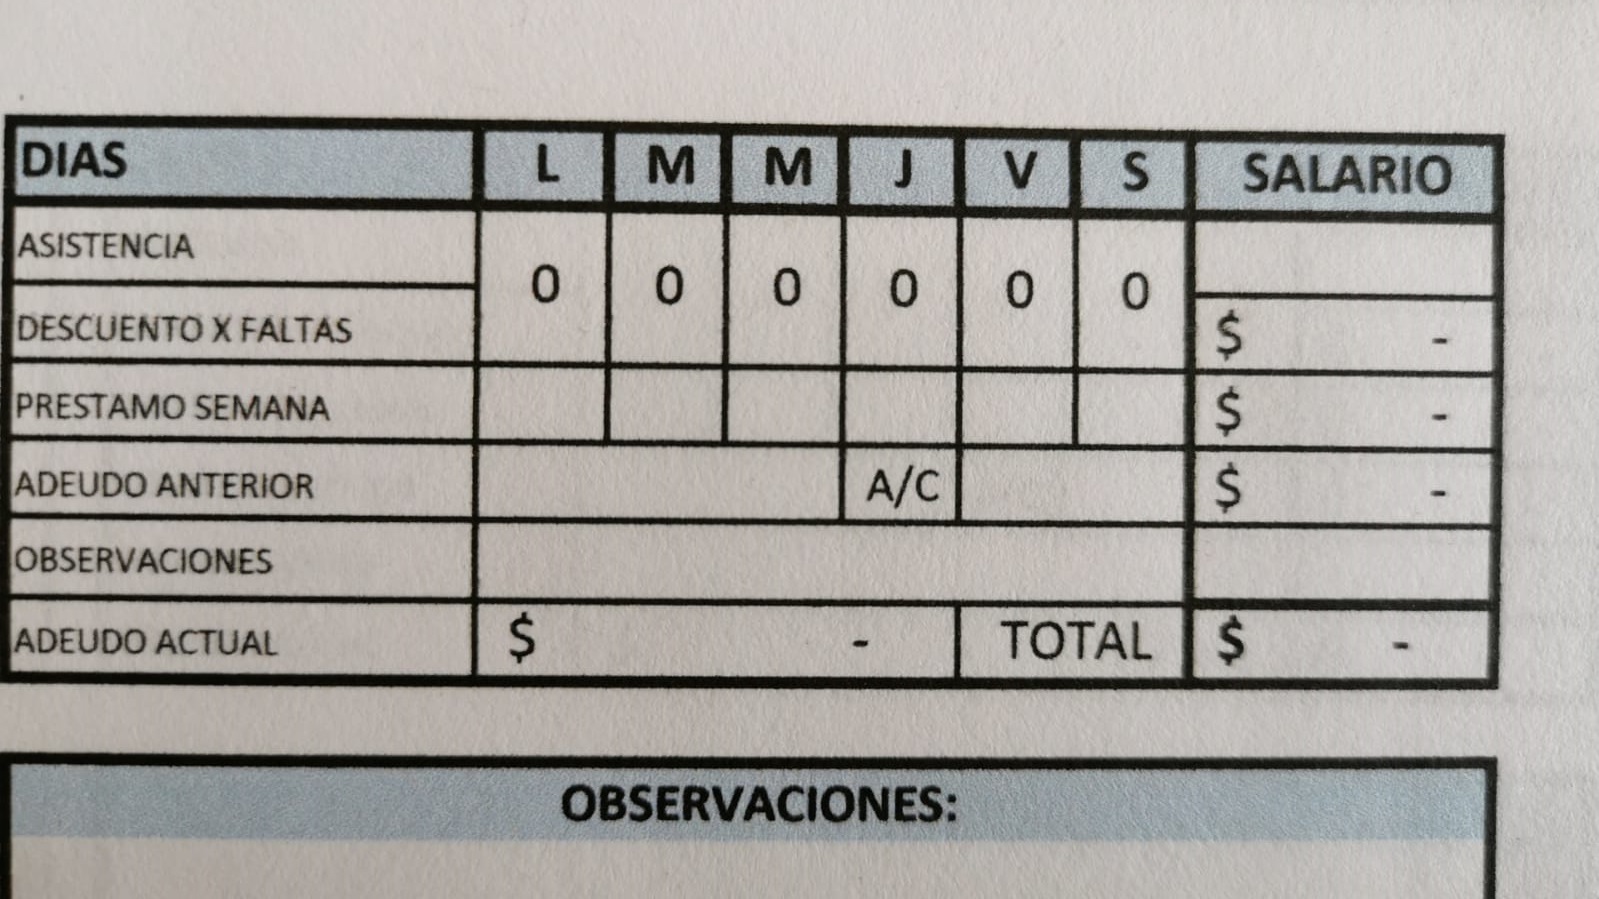 DIAS L M M J V S SALARIO
ASISTENCIA
0 0 0 0 0 0
DESCUENTO X FALTAS $ -
PRESTAMO SEMANA $ -
ADEUDO ANTERIOR A/C $ -
OBSERVACIONES
ADEUDO ACTUAL $ - TOTAL $ -
OBSERVACIONES: